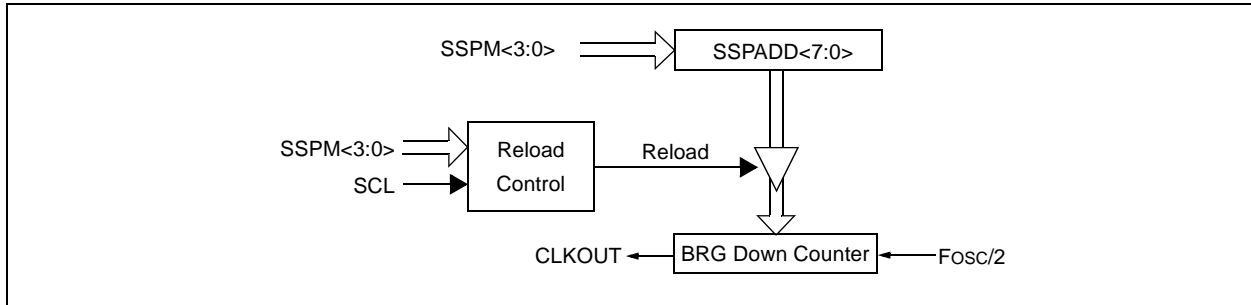 SSPM<3:0>
SSPADD<7:0>
SSPM<3:0>
SCL
Reload
Control
Reload
CLKOUT
BRG Down Counter
FOSC/2